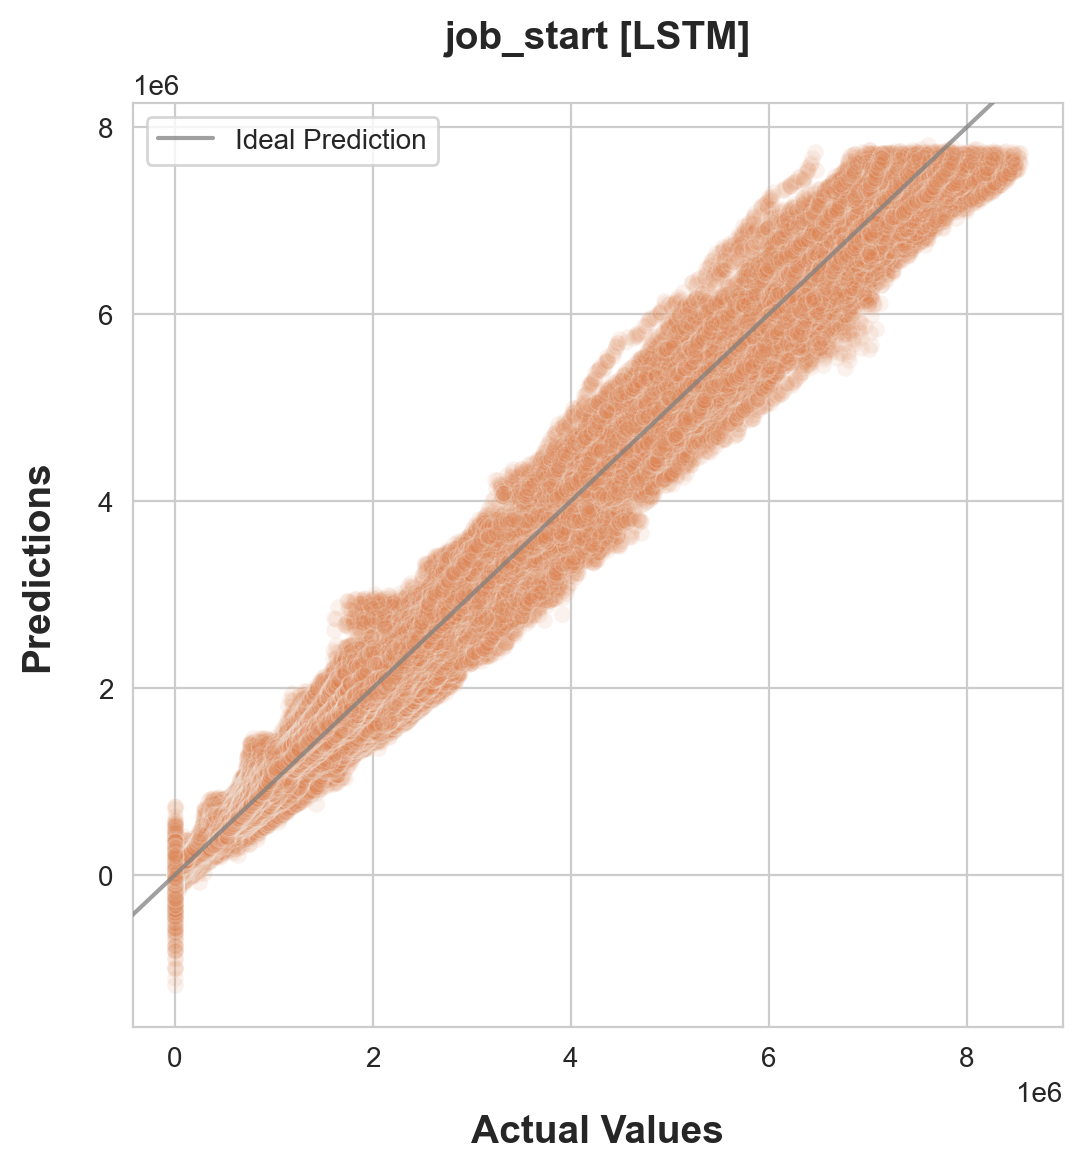 job_start [LSTM]
1e6
Ideal Prediction
8
6
4
2
0
Predictions
0 2 4 6 8
1e6
Actual Values